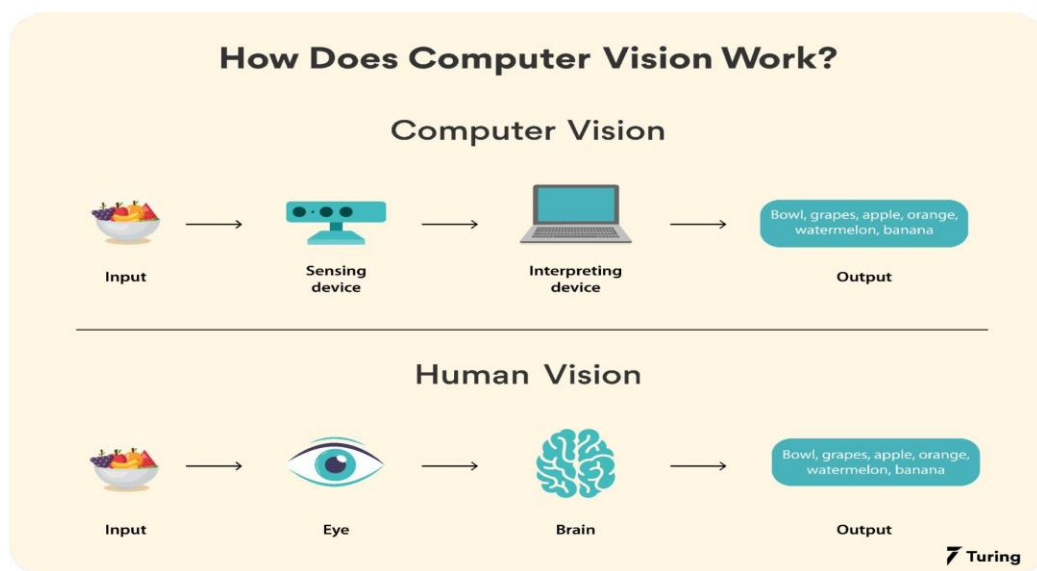 How Does Computer Vision Work?
Computer Vision
Bowl, grapes, apple, orange,
watermelon, banana
Input
Sensing
device
Interpreting
device
Output
Human Vision
Bowl, grapes, apple, orange,
watermelon, banana
Input
Eye
Brain
Output
Turing